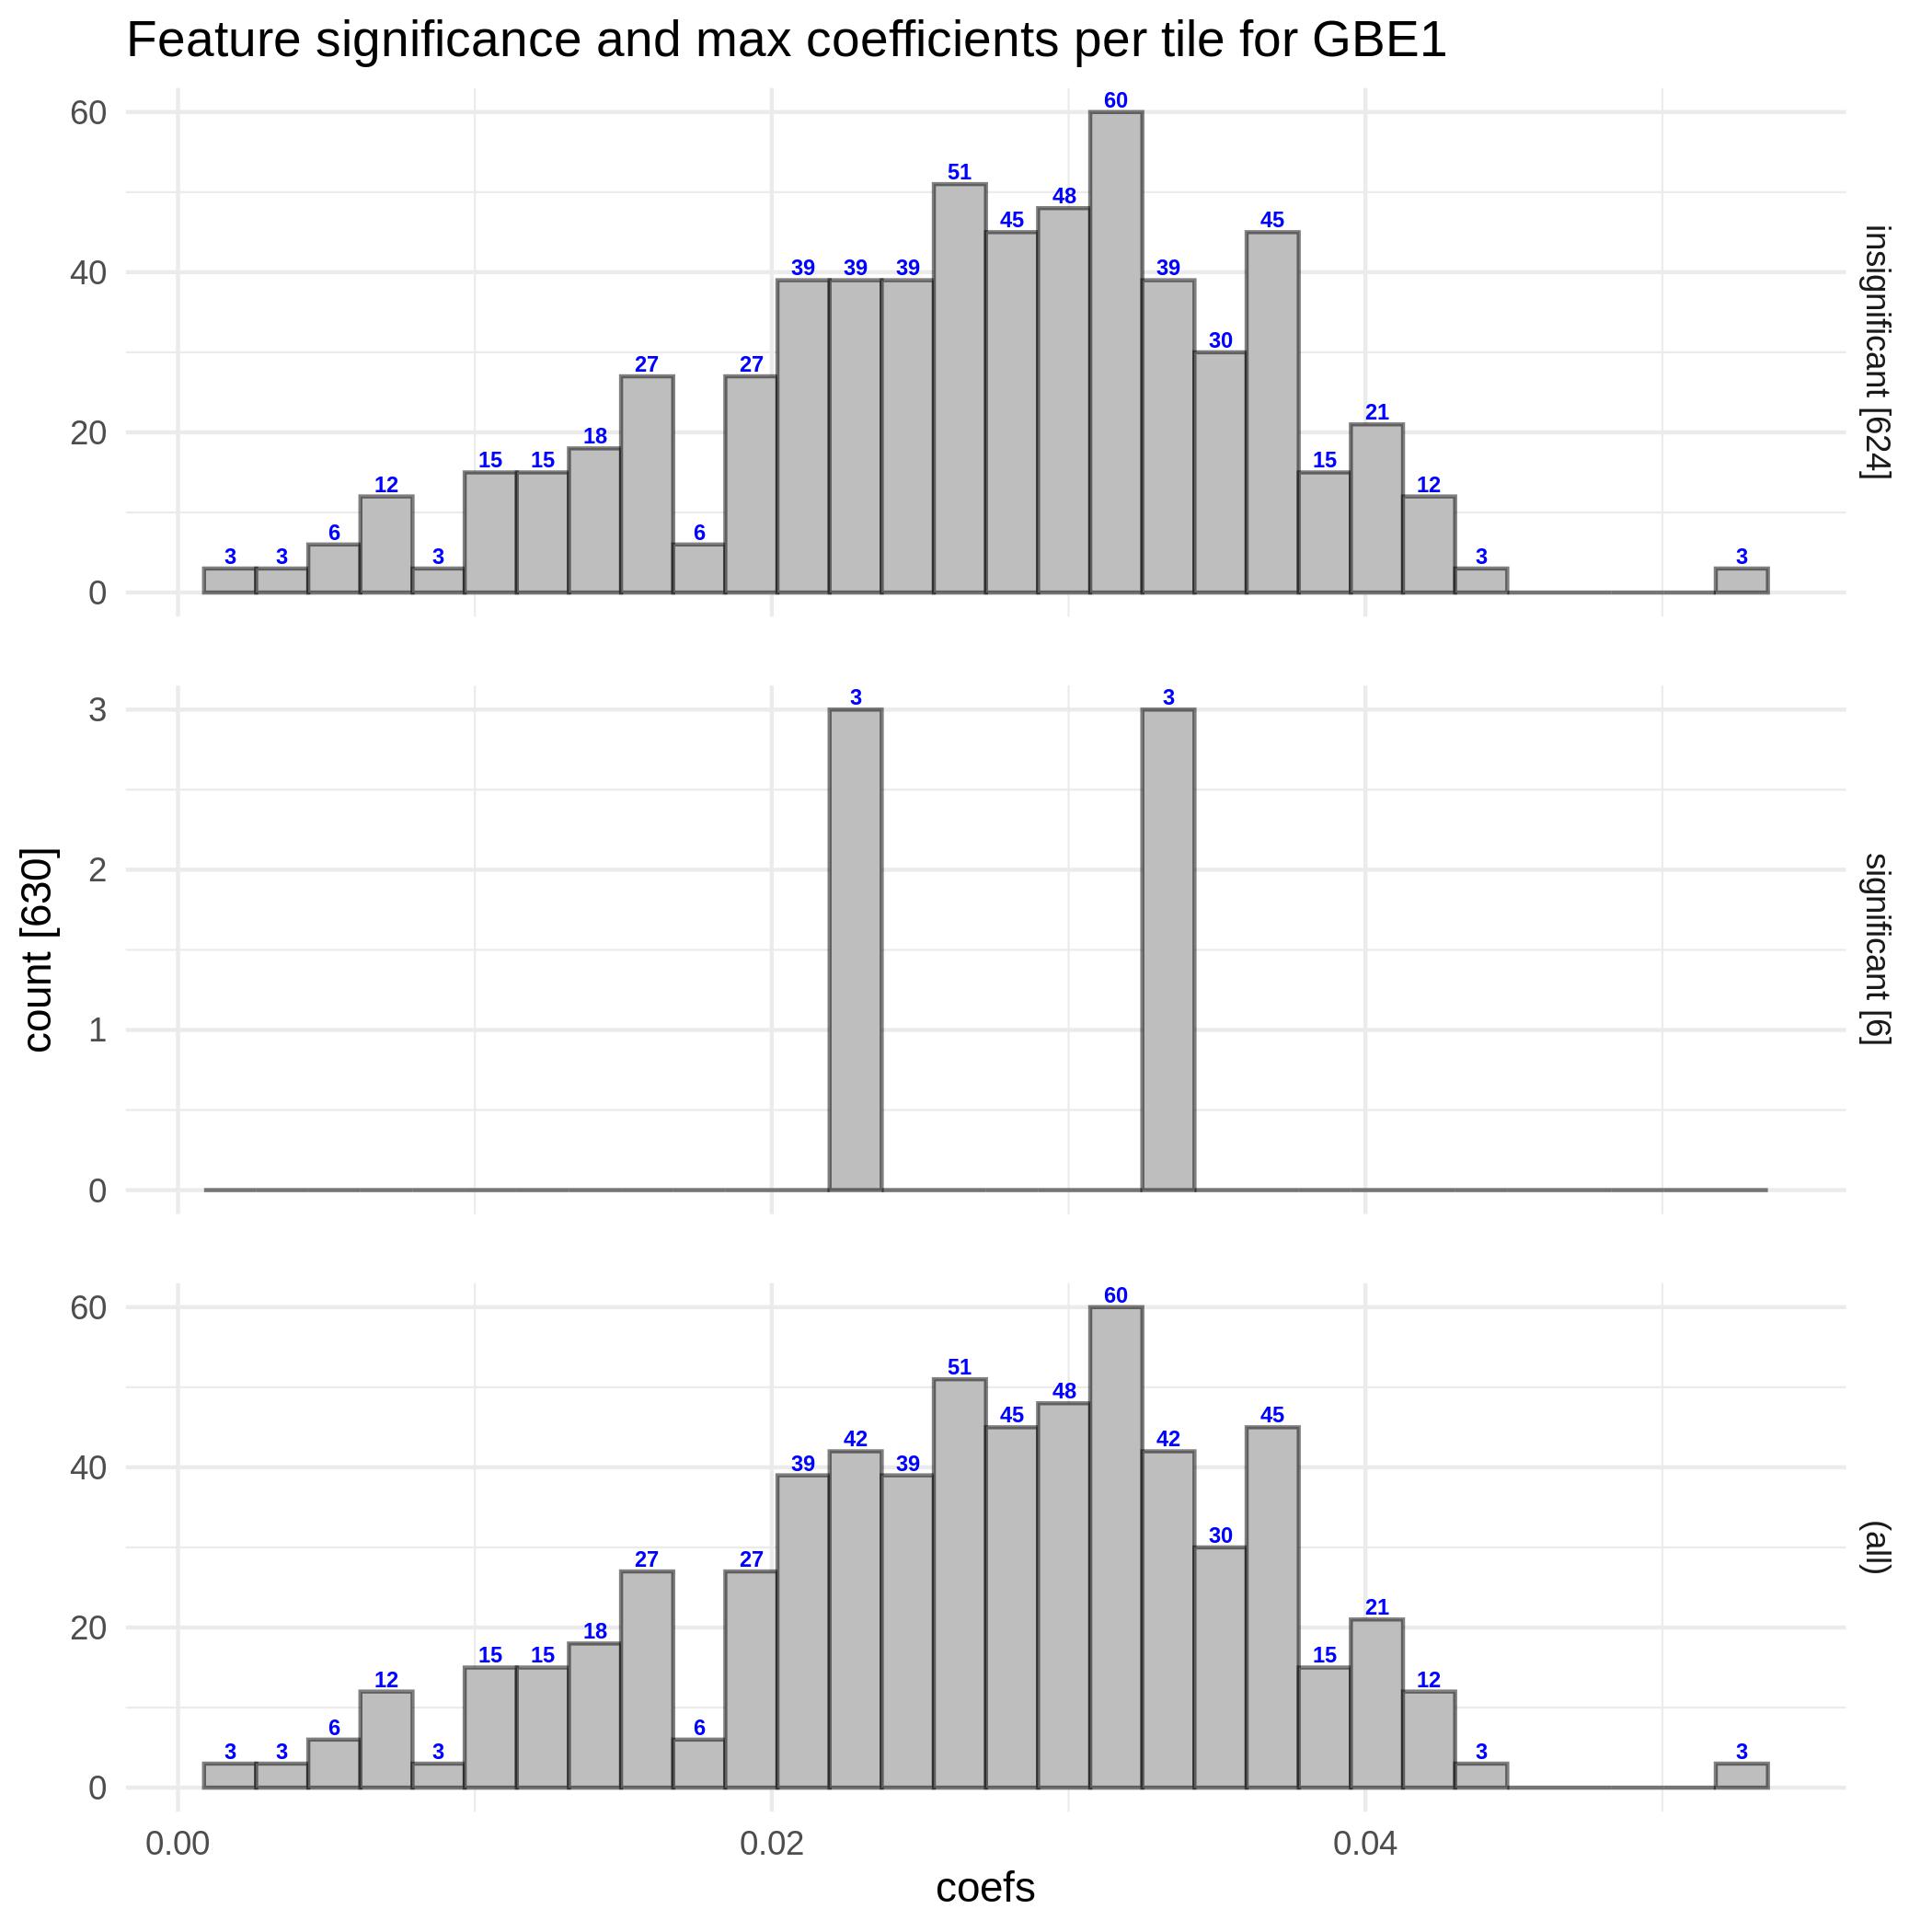 Feature significance and max coefficients per tile for GBE1
60
40
20
0
3 3 6 12 3 15 15 18 27 6 27 39 39 39 51 45 48 60 39 30 45 15 21 12 3 3
insignificant [624]
count [630]
3
2
1
0
3 3
significant [6]
60
40
20
0
3 3 6 12 3 15 15 18 27 6 27 39 42 39 51 45 48 60 42 30 45 15 21 12 3 3
(all)
0.00 0.02 0.04
coefs